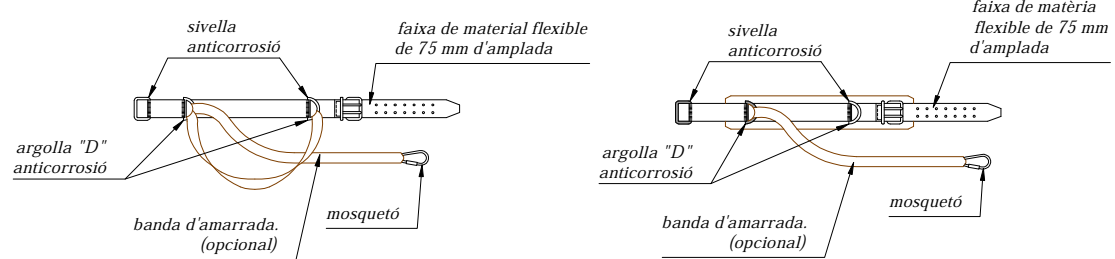 sivella
anticorrosió
faixa de material flexible
de 75 mm d'amplada
argolla "D"
anticorrosió
banda d'amarrada.
(opcional)
mosquetó
sivella
anticorrosió
faixa de matèria
flexible de 75 mm
d'amplada
argolla "D"
anticorrosió
banda d'amarrada.
(opcional)
mosquetó